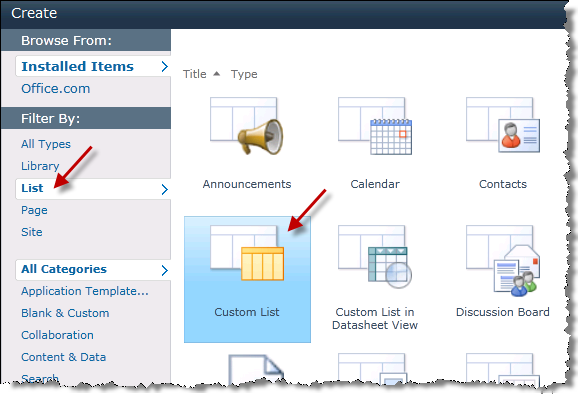 Create
Browse From:
Installed Items
Office.com
Filter By:
All Types
Library
List
Page
Site
All Categories
Application Template...
Blank & Custom
Collaboration
Content & Data
Search
Title Type
Announcements
Calendar
Contacts
Custom List
Custom List in
Datasheet View
Discussion Board